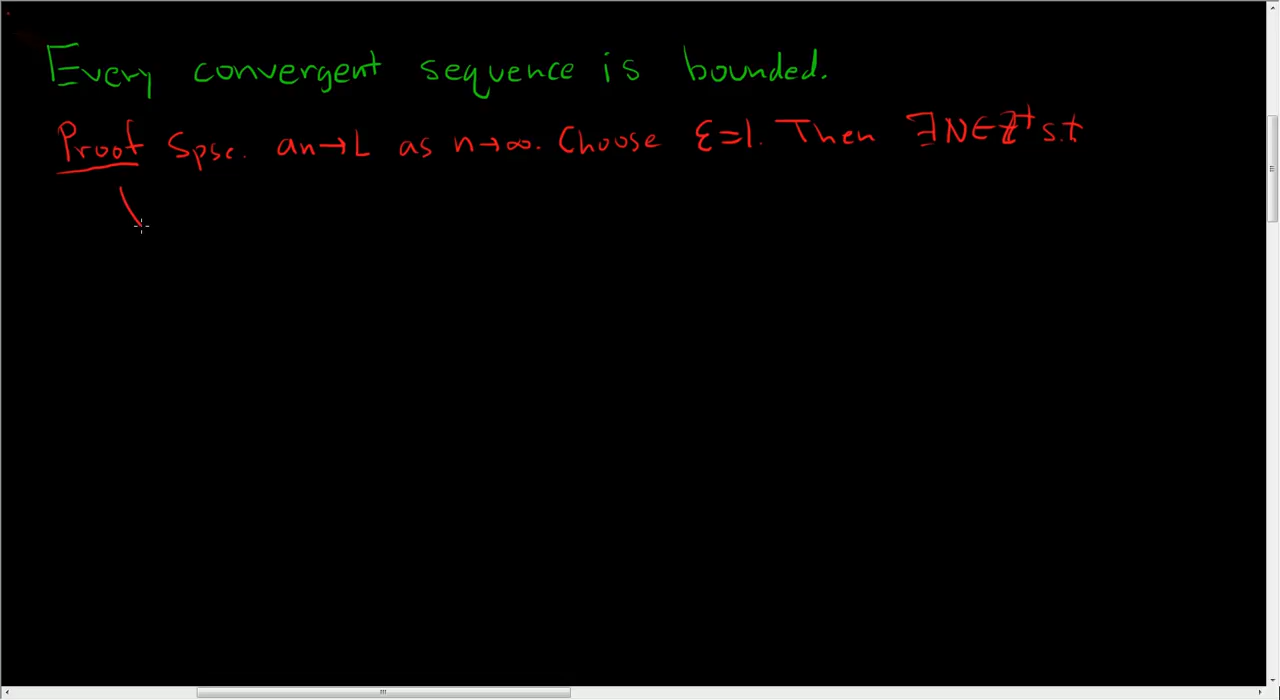 Every convergent sequence is bounded.
Proof Spse. an→L as n→∞. Choose ε=1. Then ∃N∈ℤ⁺ s.t